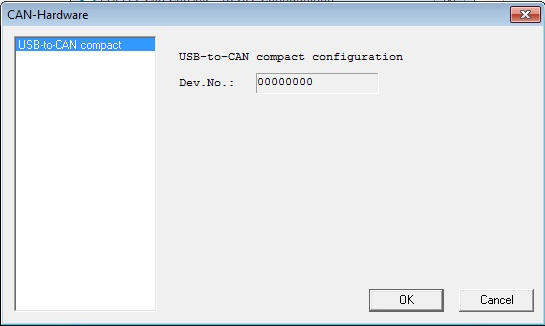 CAN-Hardware
USB-to-CAN compact
USB-to-CAN compact configuration
Dev.No.: 00000000
OK
Cancel